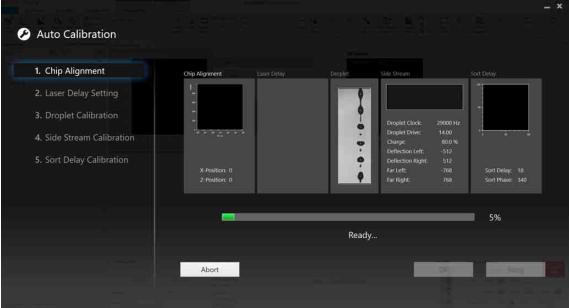 Auto Calibration
1. Chip Alignment
2. Laser Delay Setting
3. Droplet Calibration
4. Side Stream Calibration
5. Sort Delay Calibration
Chip Alignment
X-Position: 0
Z-Position: 0
Laser Delay
Droplet
Side Stream
Droplet Clock: 29000 Hz
Droplet Drive: 14.00
Charge: 80.0 %
Deflection Left: -512
Deflection Right: 512
Far Left: -768
Far Right: 768
Sort Delay
Sort Delay: 18
Sort Phase: 340
5%
Ready...
Abort